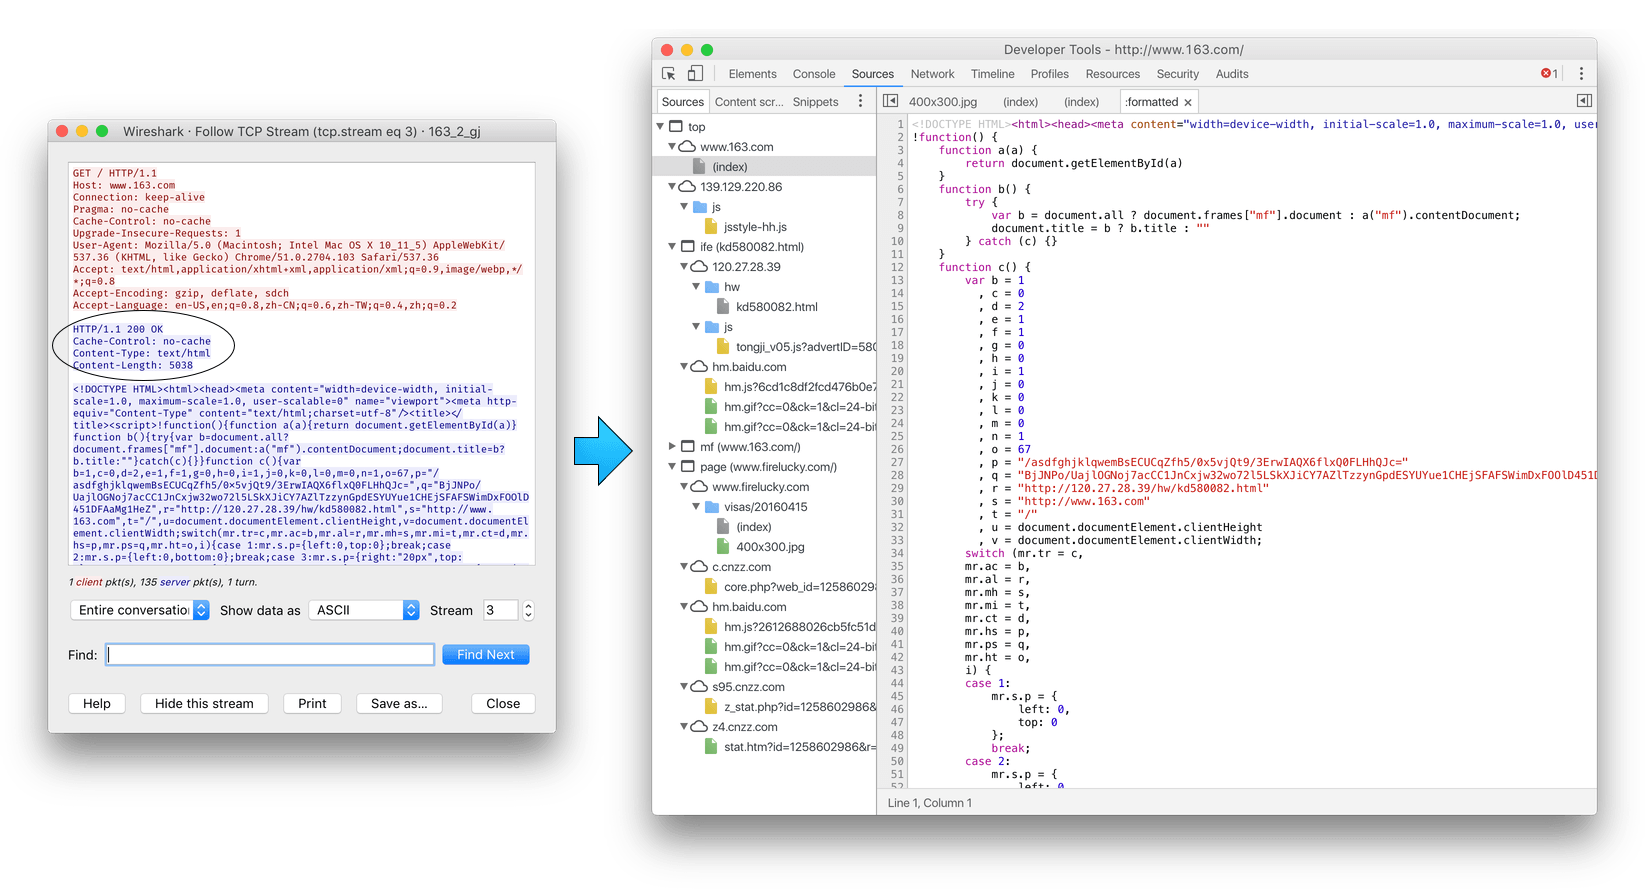 Wireshark · Follow TCP Stream (tcp.stream eq 3) · 163_2_gj
GET / HTTP/1.1
Host: www.163.com
Connection: keep-alive
Pragma: no-cache
Cache-Control: no-cache
Upgrade-Insecure-Requests: 1
User-Agent: Mozilla/5.0 (Macintosh; Intel Mac OS X 10_11_5) AppleWebKit/
537.36 (KHTML, like Gecko) Chrome/51.0.2704.103 Safari/537.36
Accept: text/html,application/xhtml+xml,application/xml;q=0.9,image/webp,*/
*;q=0.8
Accept-Encoding: gzip, deflate, sdch
Accept-Language: en-US,en;q=0.8,zh-CN;q=0.6,zh-TW;q=0.4,zh;q=0.2
HTTP/1.1 200 OK
Cache-Control: no-cache
Content-Type: text/html
Content-Length: 5038
<!DOCTYPE HTML><html><head><meta content="width=device-width, initial-
scale=1.0, maximum-scale=1.0, user-scalable=0" name="viewport"><meta http-
equiv="Content-Type" content="text/html;charset=utf-8"/><title></
title><script>!function(){function a(a){return document.getElementById(a)}
function b(){try{var b=document.all?
document.frames["mf"].document:a("mf").contentDocument;document.title=b?
b.title:""}catch(c){}}function c(){var
b=1,c=0,d=2,e=1,f=1,g=0,h=0,i=1,j=0,k=0,l=0,m=0,n=1,o=67,p="/
asdfghjklqwemBsECUCqZfh5/0x5vjQt9/3ErwIAQX6flxQ0FLHhQJc=",q="BjJNPo/
UajlOGNoj7acCC1JnCxjw32wo72l5LSkXJiCY7AZlTzzynGpdESYUYue1CHEjSFAFSWimDxFOOlD
451DFAaMg1HeZ",r="http://120.27.28.39/hw/kd580082.html",s="http://www.
163.com",t="/",u=document.documentElement.clientHeight,v=document.documentEl
ement.clientWidth;switch(mr.tr=c,mr.ac=b,mr.al=r,mr.mh=s,mr.mi=t,mr.ct=d,mr.
hs=p,mr.ps=q,mr.ht=o,i){case 1:mr.s.p={left:0,top:0};break;case
2:mr.s.p={left:0,bottom:0};break;case 3:mr.s.p={right:"20px",top:
1 client pkt(s), 135 server pkt(s), 1 turn.
Entire conversation Show data as ASCII Stream 3
Find: Find Next
Help Hide this stream Print Save as... Close
Developer Tools - http://www.163.com/
Elements Console Sources Network Timeline Profiles Resources Security Audits 1
Sources Content scr... Snippets
400x300.jpg (index) (index) :formatted ×
top
www.163.com
(index)
139.129.220.86
js
jsstyle-hh.js
ife (kd580082.html)
120.27.28.39
hw
kd580082.html
js
tongji_v05.js?advertID=580
hm.baidu.com
hm.js?6cd1c8df2fcd476b0e7
hm.gif?cc=0&ck=1&cl=24-bit
hm.gif?cc=0&ck=1&cl=24-bit
mf (www.163.com/)
page (www.firelucky.com/)
www.firelucky.com
visas/20160415
(index)
400x300.jpg
c.cnzz.com
core.php?web_id=125860298
hm.baidu.com
hm.js?2612688026cb5fc51d
hm.gif?cc=0&ck=1&cl=24-bit
hm.gif?cc=0&ck=1&cl=24-bit
s95.cnzz.com
z_stat.php?id=1258602986&
z4.cnzz.com
stat.htm?id=1258602986&r=
1 <!DOCTYPE HTML><html><head><meta content="width=device-width, initial-scale=1.0, maximum-scale=1.0, user
2 !function() {
3 function a(a) {
4 return document.getElementById(a)
5 }
6 function b() {
7 try {
8 var b = document.all ? document.frames["mf"].document : a("mf").contentDocument;
9 document.title = b ? b.title : ""
10 } catch (c) {}
11 }
12 function c() {
13 var b = 1
14 , c = 0
15 , d = 2
16 , e = 1
17 , f = 1
18 , g = 0
19 , h = 0
20 , i = 1
21 , j = 0
22 , k = 0
23 , l = 0
24 , m = 0
25 , n = 1
26 , o = 67
27 , p = "/asdfghjklqwemBsECUCqZfh5/0x5vjQt9/3ErwIAQX6flxQ0FLHhQJc="
28 , q = "BjJNPo/UajlOGNoj7acCC1JnCxjw32wo72l5LSkXJiCY7AZlTzzynGpdESYUYue1CHEjSFAFSWimDxFOOlD451D
29 , r = "http://120.27.28.39/hw/kd580082.html"
30 , s = "http://www.163.com"
31 , t = "/"
32 , u = document.documentElement.clientHeight
33 , v = document.documentElement.clientWidth;
34 switch (mr.tr = c,
35 mr.ac = b,
36 mr.al = r,
37 mr.mh = s,
38 mr.mi = t,
39 mr.ct = d,
40 mr.hs = p,
41 mr.ps = q,
42 mr.ht = o,
43 i) {
44 case 1:
45 mr.s.p = {
46 left: 0,
47 top: 0
48 };
49 break;
50 case 2:
51 mr.s.p = {
52 left: 0
Line 1, Column 1